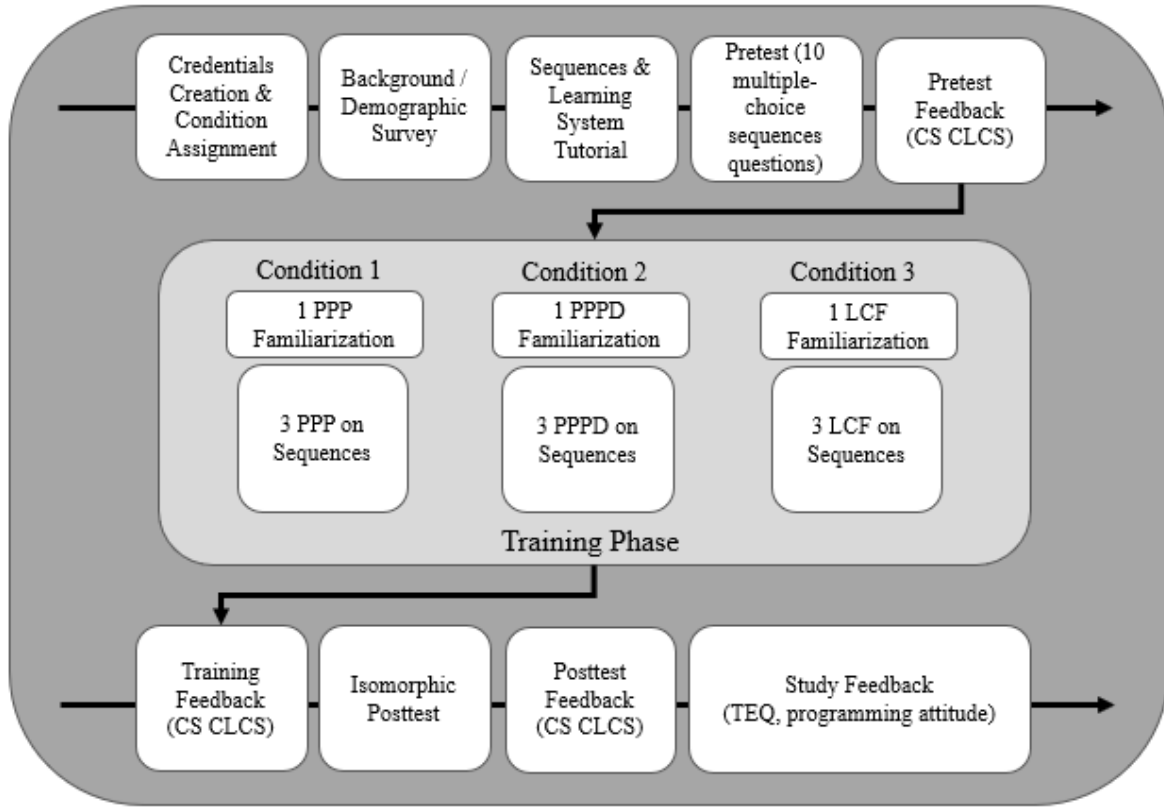 Credentials
Creation &
Condition
Assignment
Background /
Demographic
Survey
Sequences &
Learning
System
Tutorial
Pretest (10
multiple-
choice
sequences
questions)
Pretest
Feedback
(CS CLCS)
Condition 1
1 PPP
Familiarization
3 PPP on
Sequences
Condition 2
1 PPPD
Familiarization
3 PPPD on
Sequences
Condition 3
1 LCF
Familiarization
3 LCF on
Sequences
Training Phase
Training
Feedback
(CS CLCS)
Isomorphic
Posttest
Posttest
Feedback
(CS CLCS)
Study Feedback
(TEQ, programming attitude)